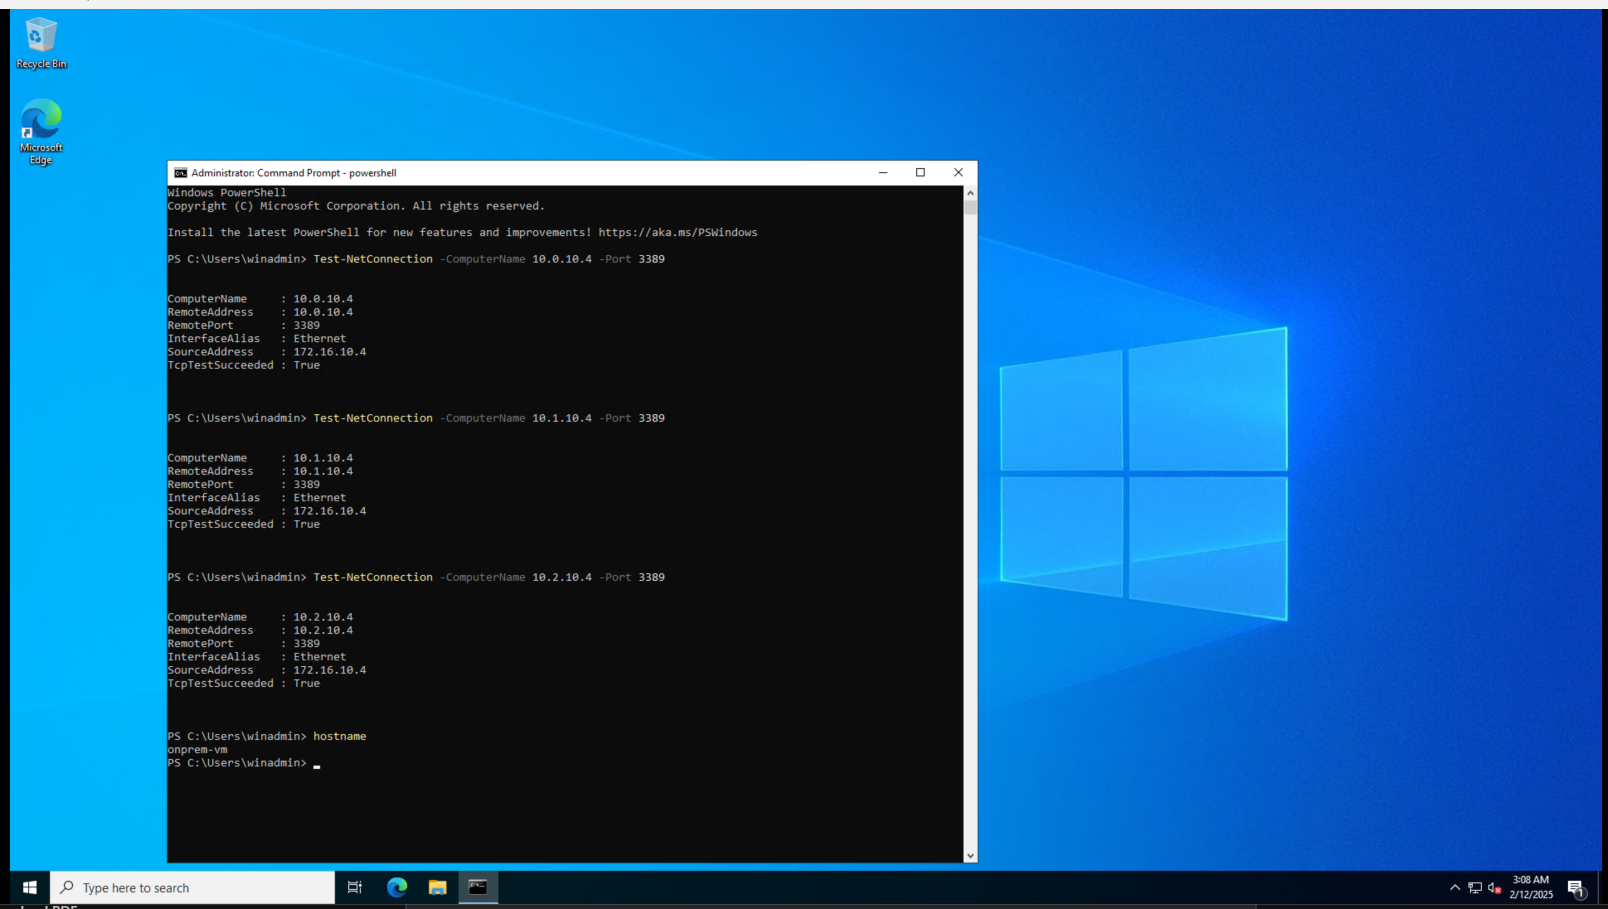 Recycle Bin
Microsoft
Edge
Administrator: Command Prompt - powershell
Windows PowerShell
Copyright (C) Microsoft Corporation. All rights reserved.
Install the latest PowerShell for new features and improvements! https://aka.ms/PSWindows
PS C:\Users\winadmin> Test-NetConnection -ComputerName 10.0.10.4 -Port 3389
ComputerName     : 10.0.10.4
RemoteAddress    : 10.0.10.4
RemotePort       : 3389
InterfaceAlias   : Ethernet
SourceAddress    : 172.16.10.4
TcpTestSucceeded : True
PS C:\Users\winadmin> Test-NetConnection -ComputerName 10.1.10.4 -Port 3389
ComputerName     : 10.1.10.4
RemoteAddress    : 10.1.10.4
RemotePort       : 3389
InterfaceAlias   : Ethernet
SourceAddress    : 172.16.10.4
TcpTestSucceeded : True
PS C:\Users\winadmin> Test-NetConnection -ComputerName 10.2.10.4 -Port 3389
ComputerName     : 10.2.10.4
RemoteAddress    : 10.2.10.4
RemotePort       : 3389
InterfaceAlias   : Ethernet
SourceAddress    : 172.16.10.4
TcpTestSucceeded : True
PS C:\Users\winadmin> hostname
onprem-vm
PS C:\Users\winadmin>
Type here to search
3:08 AM
2/12/2025
1